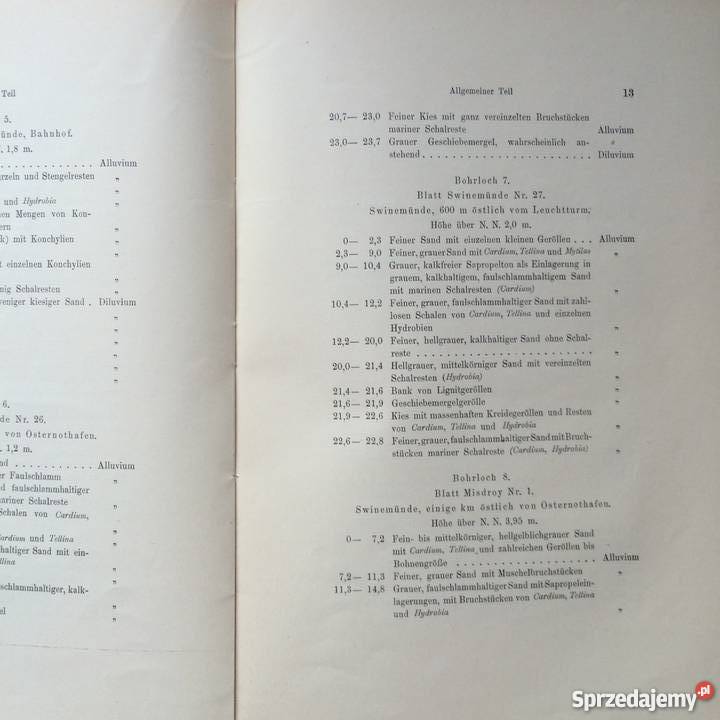 Teil
5.
münde, Bahnhof.
1,8 m.
. . . . . . . . . . . . Alluvium
rzeln und Stengelresten „
„
und Hydrobia „
nen Mengen von Kon-
ern „
k) mit Konchylien „
„
t einzelnen Konchylien
„
nig Schalresten „
veniger kiesiger Sand . Diluvium
„
„
„
„
„
„
6.
de Nr. 26.
von Osternothafen.
1,2 m.
nd . . . . . . . . . . Alluvium
er Faulschlamm „
d faulschlammhaltiger
ariner Schalreste „
Schalen von Cardium,
„
dium und Tellina „
haltiger Sand mit ein-
llina „
„
schlammhaltiger, kalk-
„
el „
„
Allgemeiner Teil 13
20,7— 23,0 Feiner Kies mit ganz vereinzelten Bruchstücken
mariner Schalreste Alluvium
23,0— 23,7 Grauer Geschiebemergel, wahrscheinlich an-
stehend . . . . . . . . . . . . . . . . . Diluvium
Bohrloch 7.
Blatt Swinemünde Nr. 27.
Swinemünde, 600 m östlich vom Leuchtturm.
Höhe über N. N. 2,0 m.
0— 2,3 Feiner Sand mit einzelnen kleinen Geröllen . . . Alluvium
2,3— 9,0 Feiner, grauer Sand mit Cardium, Tellina und Mytilus „
9,0— 10,4 Grauer, kalkfreier Sapropelton als Einlagerung in
grauem, kalkhaltigem, faulschlammhaltigem Sand
mit marinen Schalresten (Cardium) „
10,4— 12,2 Feiner, grauer, faulschlammhaltiger Sand mit zahl-
losen Schalen von Cardium, Tellina und einzelnen
Hydrobien „
12,2— 20,0 Feiner, hellgrauer, kalkhaltiger Sand ohne Schal-
reste . . . . . . . . . . . . . . . . . . „
20,0— 21,4 Hellgrauer, mittelkörniger Sand mit vereinzelten
Schalresten (Hydrobia) „
21,4— 21,6 Bank von Lignitgeröllen „
21,6— 21,9 Geschiebemergelgerölle „
21,9— 22,6 Kies mit massenhaften Kreidegeröllen und Resten
von Cardium, Tellina und Hydrobia „
22,6— 22,8 Feiner, grauer, faulschlammhaltiger Sand mit Bruch-
stücken mariner Schalreste (Cardium, Hydrobia) „
Bohrloch 8.
Blatt Misdroy Nr. 1.
Swinemünde, einige km östlich von Osternothafen.
Höhe über N. N. 3,95 m.
0— 7,2 Fein- bis mittelkörniger, hellgelblichgrauer Sand
mit Cardium, Tellina, und zahlreichen Geröllen bis
Bohnengröße . . . . . . . . . . . . . . . Alluvium
7,2— 11,3 Feiner, grauer Sand mit Muschelbruchstücken „
11,3— 14,8 Grauer, faulschlammhaltiger Sand mit Sapropelein-
lagerungen, mit Bruchstücken von Cardium, Tellina
und Hydrobia „
Sprzedajemy.pl